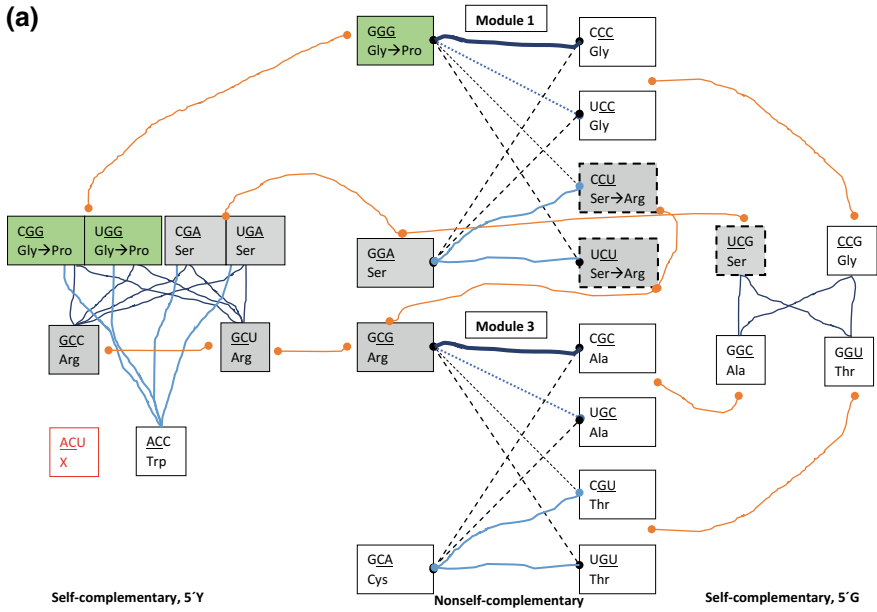 (a)
Module 1
GGG
Gly→Pro
CCC
Gly
UCC
Gly
CCU
Ser→Arg
UCU
Ser→Arg
GGA
Ser
CGG
Gly→Pro
UGG
Gly→Pro
CGA
Ser
UGA
Ser
GCC
Arg
GCU
Arg
ACU
X
ACC
Trp
Module 3
GCG
Arg
CGC
Ala
UGC
Ala
CGU
Thr
UGU
Thr
GCA
Cys
UCG
Ser
CCG
Gly
GGC
Ala
GGU
Thr
Self-complementary, 5´Y
Nonself-complementary
Self-complementary, 5´G